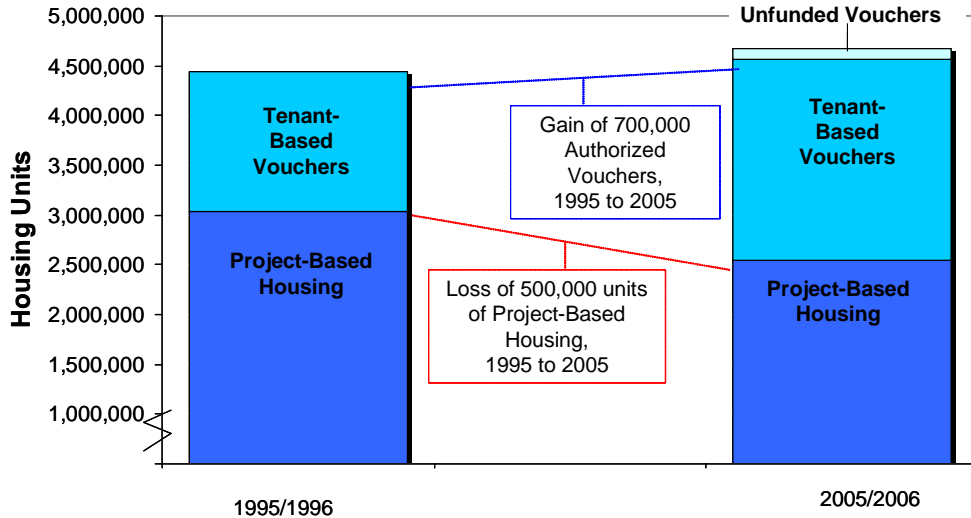 Unfunded Vouchers
Housing Units
5,000,000
4,500,000
4,000,000
3,500,000
3,000,000
2,500,000
2,000,000
1,500,000
1,000,000
Tenant-
Based
Vouchers
Project-Based
Housing
Gain of 700,000
Authorized
Vouchers,
1995 to 2005
Loss of 500,000 units
of Project-Based
Housing,
1995 to 2005
Tenant-
Based
Vouchers
Project-Based
Housing
1995/1996
2005/2006